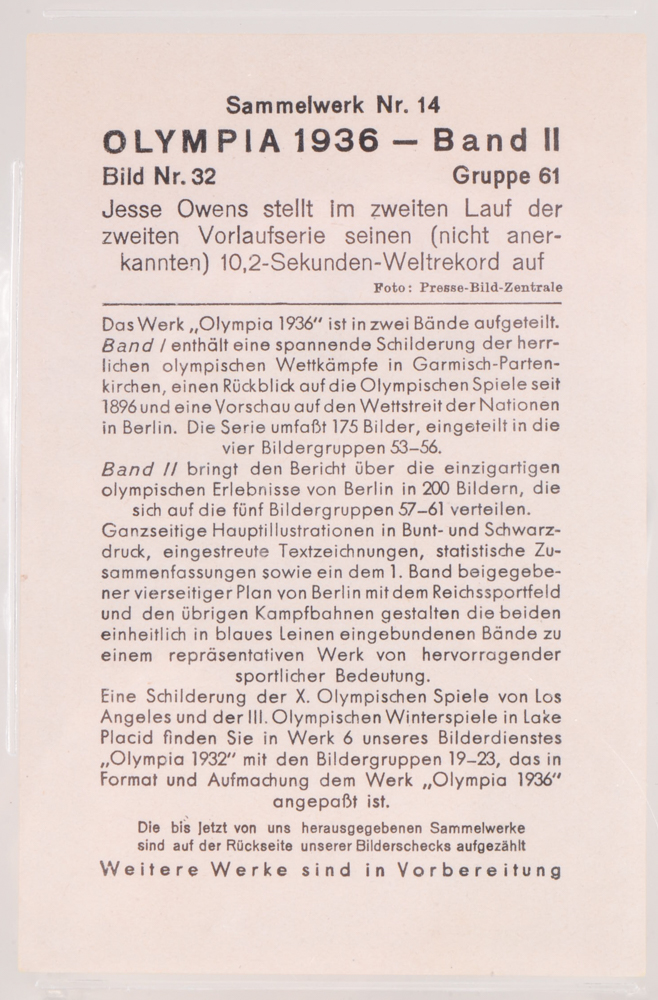 Sammelwerk Nr. 14
OLYMPIA 1936 — Band II
Bild Nr. 32 Gruppe 61
Jesse Owens stellt im zweiten Lauf der
zweiten Vorlaufserie seinen (nicht aner-
kannten) 10,2-Sekunden-Weltrekord auf
Foto: Presse-Bild-Zentrale
Das Werk „Olympia 1936“ ist in zwei Bände aufgeteilt.
Band I enthält eine spannende Schilderung der herr-
lichen olympischen Wettkämpfe in Garmisch-Parten-
kirchen, einen Rückblick auf die Olympischen Spiele seit
1896 und eine Vorschau auf den Wettstreit der Nationen
in Berlin. Die Serie umfaßt 175 Bilder, eingeteilt in die
vier Bildergruppen 53–56.
Band II bringt den Bericht über die einzigartigen
olympischen Erlebnisse von Berlin in 200 Bildern, die
sich auf die fünf Bildergruppen 57–61 verteilen.
Ganzseitige Hauptillustrationen in Bunt- und Schwarz-
druck, eingestreute Textzeichnungen, statistische Zu-
sammenfassungen sowie ein dem 1. Band beigegebe-
ner vierseitiger Plan von Berlin mit dem Reichssportfeld
und den übrigen Kampfbahnen gestalten die beiden
einheitlich in blaues Leinen eingebundenen Bände zu
einem repräsentativen Werk von hervorragender
sportlicher Bedeutung.
Eine Schilderung der X. Olympischen Spiele von Los
Angeles und der III. Olympischen Winterspiele in Lake
Placid finden Sie in Werk 6 unseres Bilderdienstes
„Olympia 1932“ mit den Bildergruppen 19–23, das in
Format und Aufmachung dem Werk „Olympia 1936“
angepaßt ist.
Die bis jetzt von uns herausgegebenen Sammelwerke
sind auf der Rückseite unserer Bilderschecks aufgezählt
Weitere Werke sind in Vorbereitung